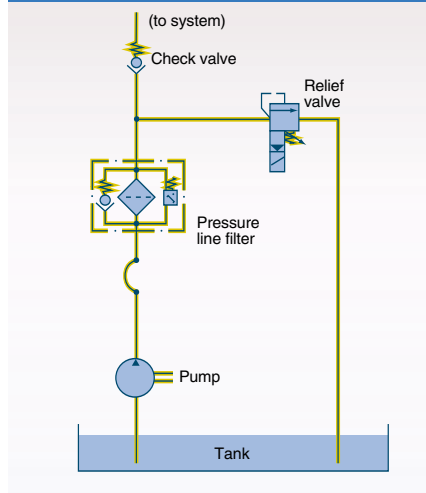 (to system)
Check valve
Relief
valve
Pressure
line filter
Pump
Tank